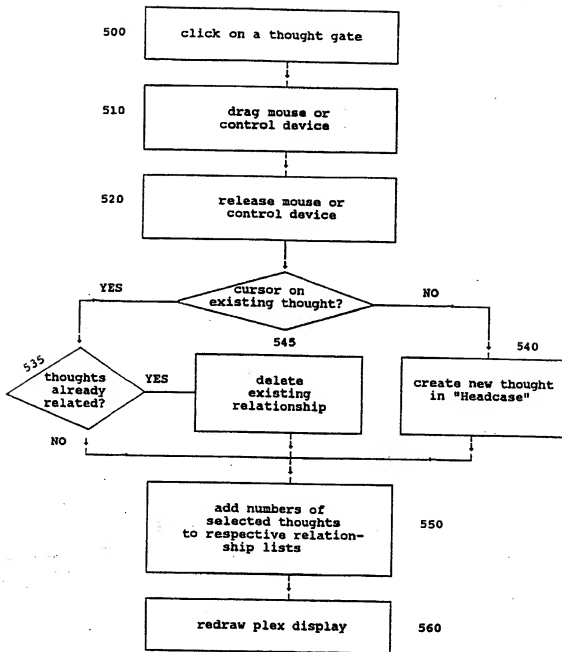 500
click on a thought gate
510
drag mouse or
control device
520
release mouse or
control device
YES
cursor on
existing thought?
NO
535
thoughts
already
related?
YES
545
delete
existing
relationship
540
create new thought
in "Headcase"
NO
add numbers of
selected thoughts
to respective relation-
ship lists
550
redraw plex display
560